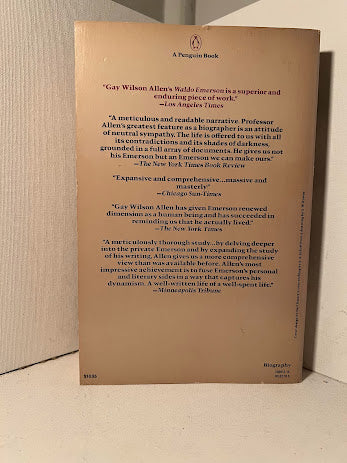 A Penguin Book
"Gay Wilson Allen's Waldo Emerson is a superior and
enduring piece of work."
—Los Angeles Times
"A meticulous and readable narrative. Professor
Allen's greatest feature as a biographer is an attitude
of neutral sympathy. The life is offered to us with all
its contradictions and its shades of darkness,
grounded in a full array of documents. He gives us not
his Emerson but an Emerson we can make ours."
—The New York Times Book Review
"Expansive and comprehensive...massive and
masterly"
—Chicago Sun-Times
"Gay Wilson Allen has given Emerson renewed
dimension as a human being and has succeeded in
reminding us that he actually lived."
—The New York Times
"A meticulously thorough study...by delving deeper
into the private Emerson and by expanding the study
of his writing, Allen gives us a more comprehensive
view than was available before. Allen's most
impressive achievement is to fuse Emerson's personal
and literary sides in a way that captures his
dynamism. A well-written life of a well-spent life."
—Minneapolis Tribune
Biography